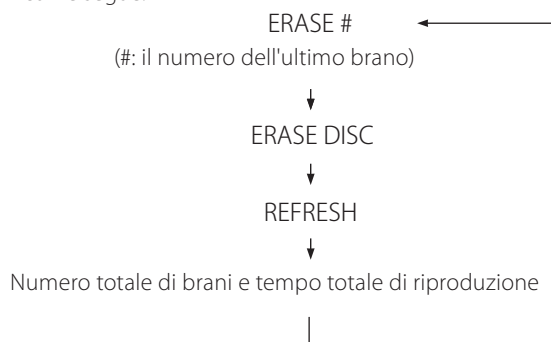 ERASE #
(#: il numero dell'ultimo brano)
ERASE DISC
REFRESH
Numero totale di brani e tempo totale di riproduzione